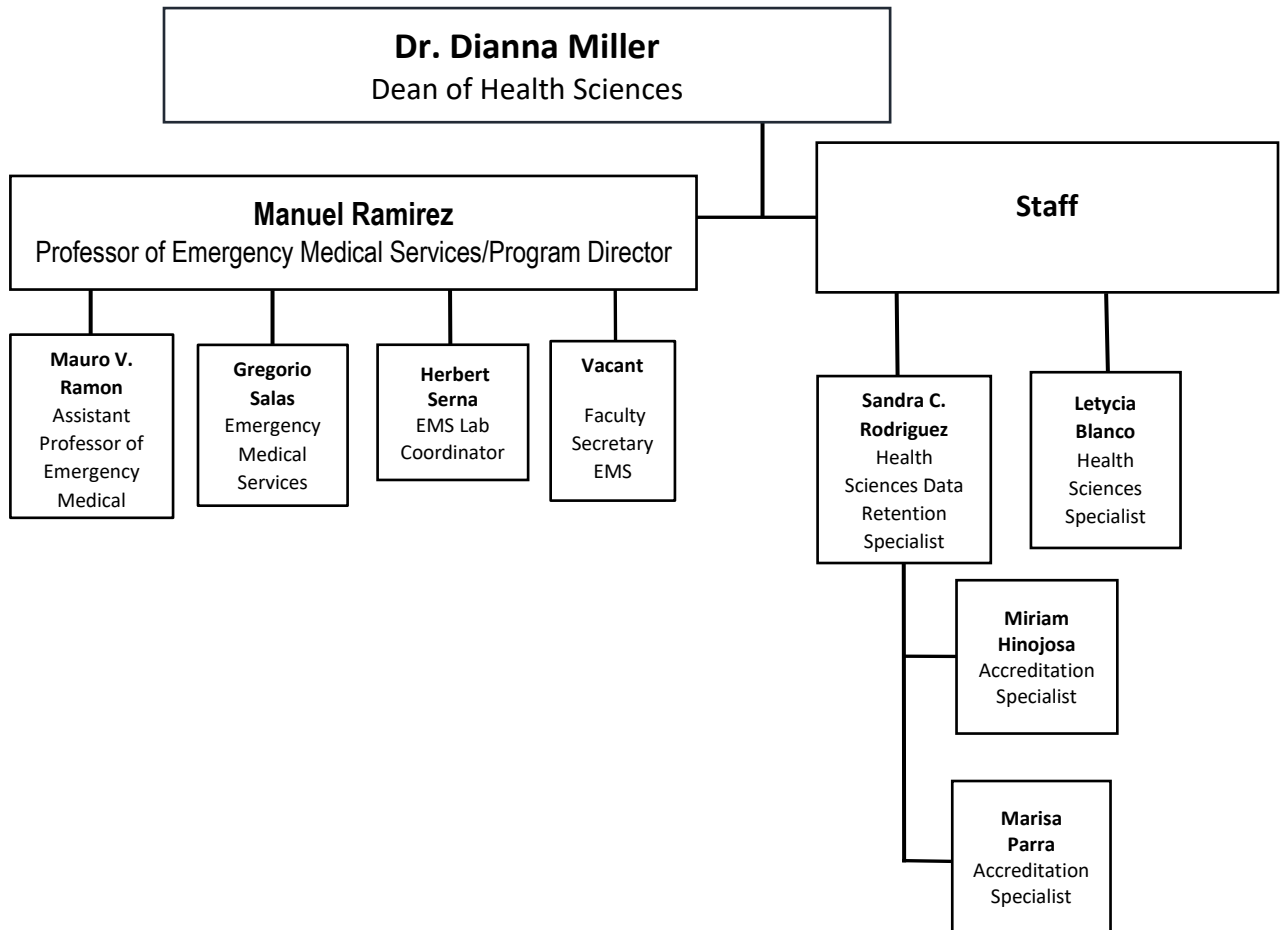 Dr. Dianna Miller
Dean of Health Sciences
Manuel Ramirez
Professor of Emergency Medical Services/Program Director
Staff
Mauro V.
Ramon
Assistant
Professor of
Emergency
Medical
Gregorio
Salas
Emergency
Medical
Services
Herbert
Serna
EMS Lab
Coordinator
Vacant
Faculty
Secretary
EMS
Sandra C.
Rodriguez
Health
Sciences Data
Retention
Specialist
Letycia
Blanco
Health
Sciences
Specialist
Miriam
Hinojosa
Accreditation
Specialist
Marisa
Parra
Accreditation
Specialist